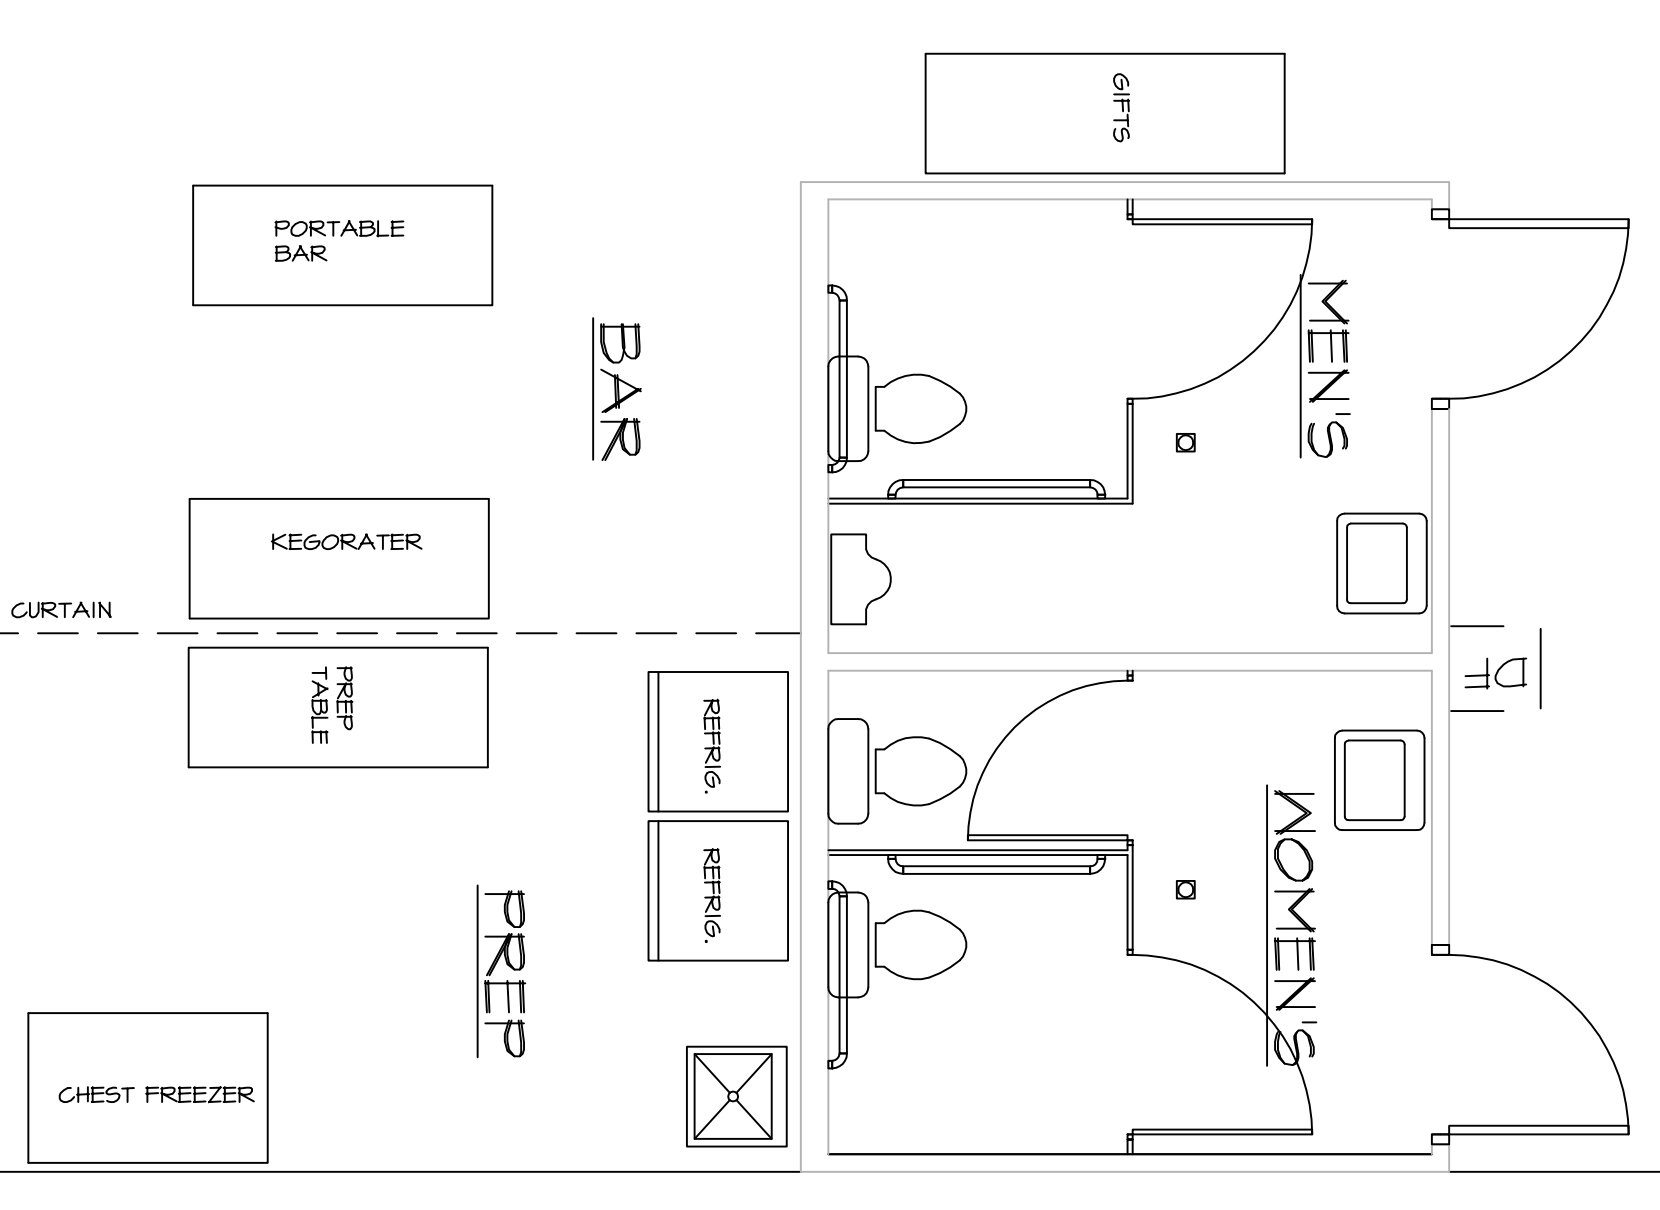 GIFTS
PORTABLE
BAR
MEN'S
BAR
KEGORATER
CURTAIN
PREP
TABLE
DF
REFRIG.
REFRIG.
WOMEN'S
PREP
CHEST FREEZER